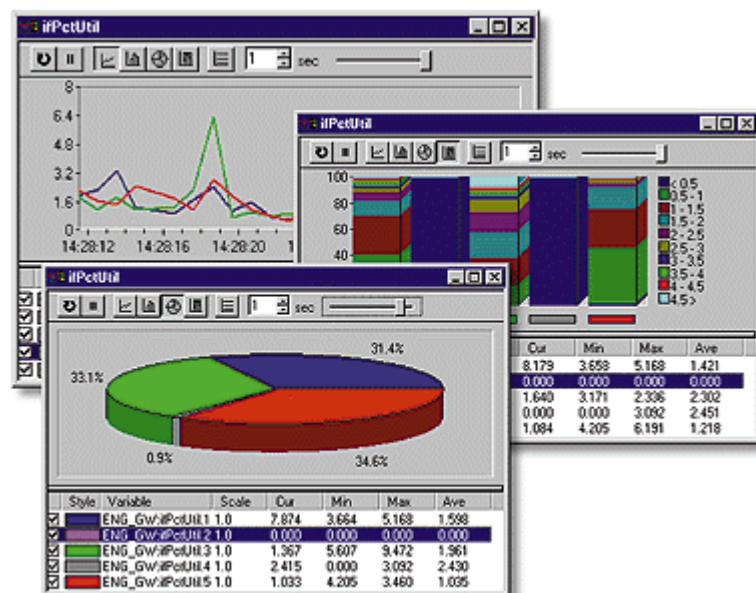 ifPctUtil
1 sec
8
6.4
4.8
3.2
1.6
0
14:28:12 14:28:16 14:28:20
ifPctUtil
1 sec
100
80
60
40
< 0.5
0.5 - 1
1 - 1.5
1.5 - 2
2 - 2.5
2.5 - 3
3 - 3.5
3.5 - 4
4 - 4.5
4.5 >
Cur Min Max Ave
8.179 3.658 5.168 1.421
0.000 0.000 0.000 0.000
1.640 3.171 2.336 2.302
0.000 0.000 3.092 2.451
1.084 4.205 6.191 1.218
ifPctUtil
1 sec
31.4%
33.1%
0.9%
34.6%
Style Variable Scale Cur Min Max Ave
ENG_GW:ifPctUtil.1 1.0 7.874 3.664 5.168 1.598
ENG_GW:ifPctUtil.2 1.0 0.000 0.000 0.000 0.000
ENG_GW:ifPctUtil.3 1.0 1.367 5.607 9.472 1.961
ENG_GW:ifPctUtil.4 1.0 2.415 0.000 3.092 2.430
ENG_GW:ifPctUtil.5 1.0 1.033 4.205 3.460 1.035